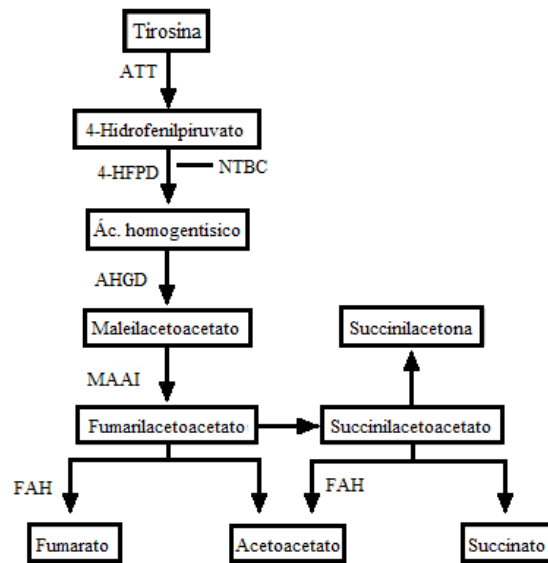 Tirosina
ATT
4-Hidrofenilpiruvato
4-HFPD
NTBC
Ác. homogentísico
AHGD
Maleilacetoacetato
Succinilacetona
MAAI
Fumarilacetoacetato
Succinilacetoacetato
FAH
FAH
Fumarato
Acetoacetato
Succinato